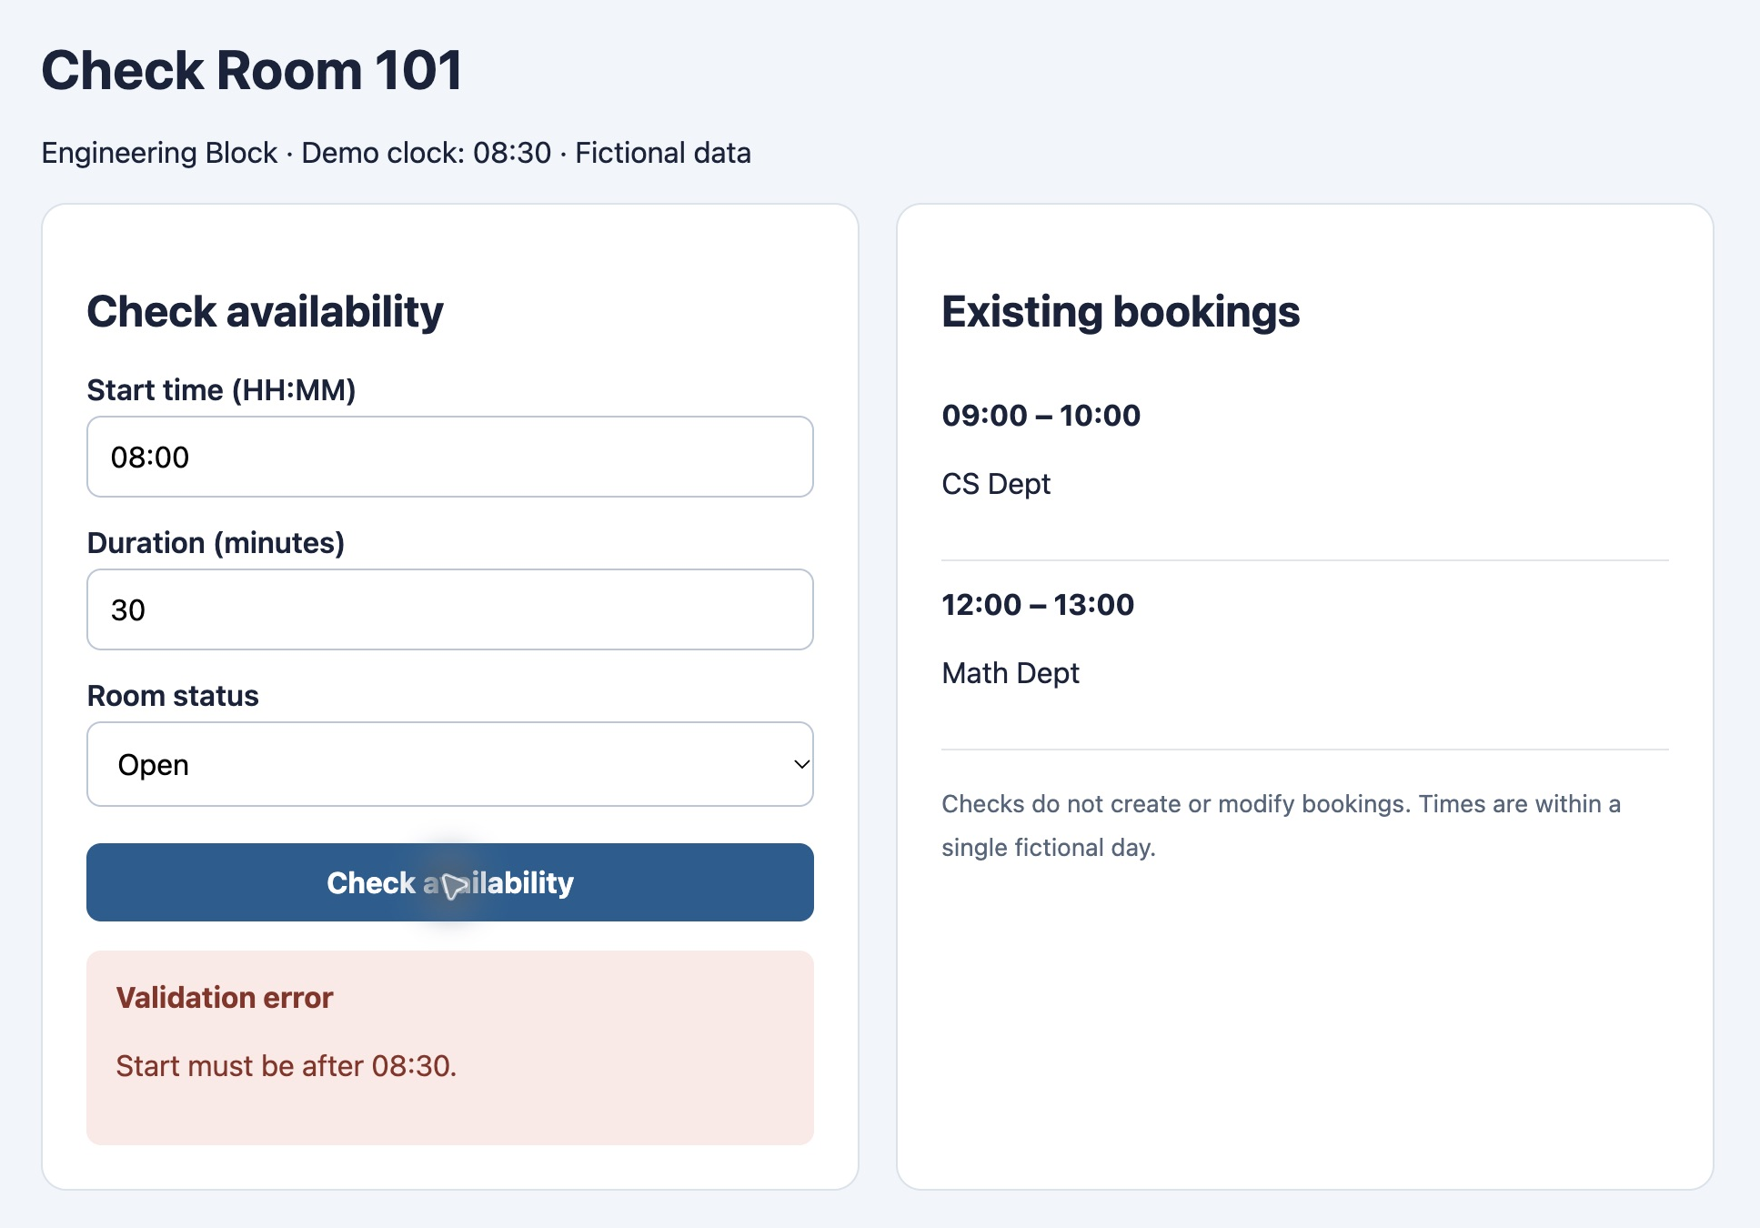 Check Room 101
Engineering Block · Demo clock: 08:30 · Fictional data
Check availability
Start time (HH:MM)
08:00
Duration (minutes)
30
Room status
Open
Check availability
Validation error
Start must be after 08:30.
Existing bookings
09:00 – 10:00
CS Dept
12:00 – 13:00
Math Dept
Checks do not create or modify bookings. Times are within a
single fictional day.